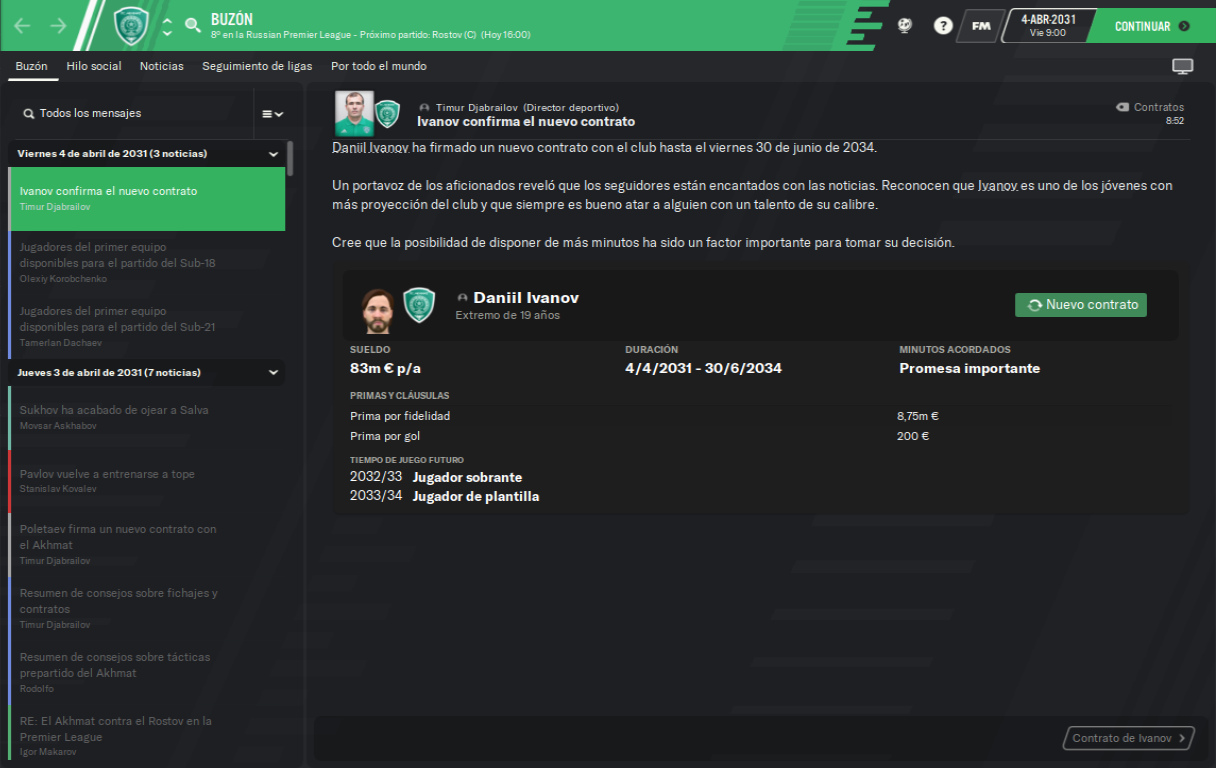 BUZÓN
8º en la Russian Premier League - Próximo partido: Rostov (C) (Hoy 16:00)
?
FM
4-ABR-2031
Vie 9:00
CONTINUAR
Buzón Hilo social Noticias Seguimiento de ligas Por todo el mundo
Todos los mensajes
Viernes 4 de abril de 2031 (3 noticias)
Ivanov confirma el nuevo contrato
Timur Djabrailov
Jugadores del primer equipo
disponibles para el partido del Sub-18
Olexiy Korobchenko
Jugadores del primer equipo
disponibles para el partido del Sub-21
Tamerlan Dachaev
Jueves 3 de abril de 2031 (7 noticias)
Sukhov ha acabado de ojear a Salva
Movsar Askhabov
Pavlov vuelve a entrenarse a tope
Stanislav Kovalev
Poletaev firma un nuevo contrato con
el Akhmat
Timur Djabrailov
Resumen de consejos sobre fichajes y
contratos
Timur Djabrailov
Resumen de consejos sobre tácticas
prepartido del Akhmat
Rodolfo
RE: El Akhmat contra el Rostov en la
Premier League
Igor Makarov
Timur Djabrailov (Director deportivo)
Ivanov confirma el nuevo contrato
Contratos
8:52
Daniil Ivanov ha firmado un nuevo contrato con el club hasta el viernes 30 de junio de 2034.
Un portavoz de los aficionados reveló que los seguidores están encantados con las noticias. Reconocen que Ivanov es uno de los jóvenes con
más proyección del club y que siempre es bueno atar a alguien con un talento de su calibre.
Cree que la posibilidad de disponer de más minutos ha sido un factor importante para tomar su decisión.
Daniil Ivanov
Extremo de 19 años
Nuevo contrato
SUELDO DURACIÓN MINUTOS ACORDADOS
83m € p/a 4/4/2031 - 30/6/2034 Promesa importante
PRIMAS Y CLÁUSULAS
Prima por fidelidad 8,75m €
Prima por gol 200 €
TIEMPO DE JUEGO FUTURO
2032/33 Jugador sobrante
2033/34 Jugador de plantilla
Contrato de Ivanov